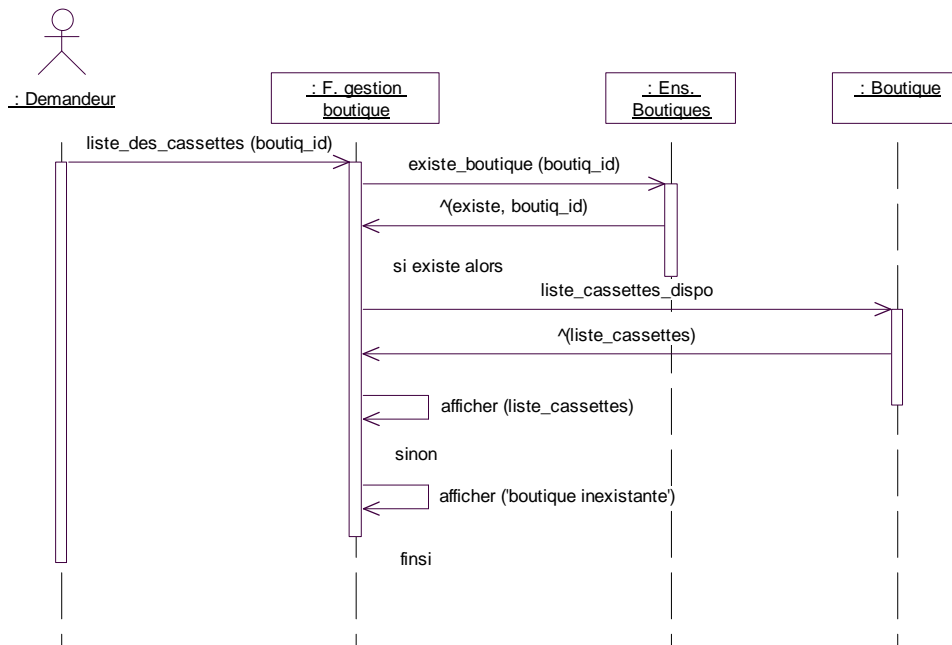 : Demandeur
: F. gestion
boutique
: Ens.
Boutiques
: Boutique
liste_des_cassettes (boutiq_id)
existe_boutique (boutiq_id)
^(existe, boutiq_id)
si existe alors
liste_cassettes_dispo
^(liste_cassettes)
afficher (liste_cassettes)
sinon
afficher ('boutique inexistante')
finsi